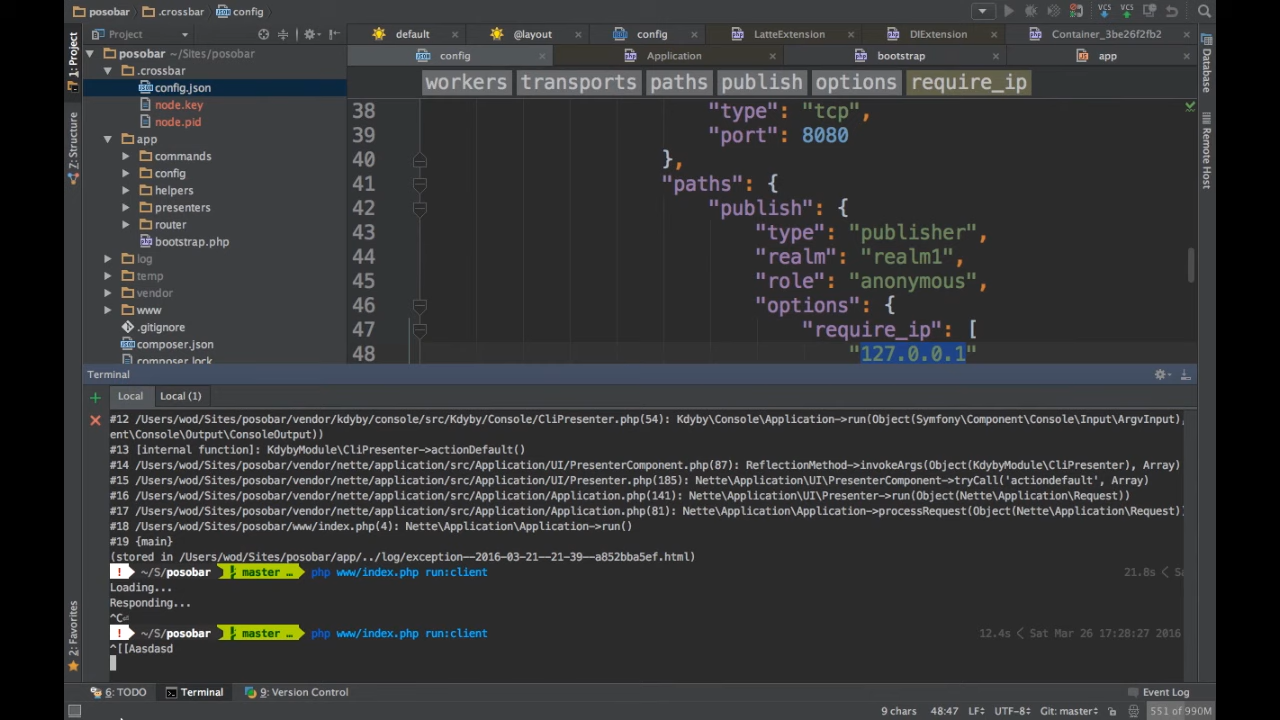 posobar .crossbar config
1: Project
Project
default @layout config LatteExtension DIExtension Container_3be26f2fb2
config Application bootstrap app
workers transports paths publish options require_ip
posobar ~/Sites/posobar
.crossbar
config.json
node.key
node.pid
app
commands
config
helpers
presenters
router
bootstrap.php
log
temp
vendor
www
.gitignore
composer.json
composer.lock
38 "type": "tcp",
39 "port": 8080
40 },
41 "paths": {
42 "publish": {
43 "type": "publisher",
44 "realm": "realm1",
45 "role": "anonymous",
46 "options": {
47 "require_ip": [
48 "127.0.0.1"
Z: Structure
2: Favorites
Database
Remote Host
Terminal
Local Local (1)
#12 /Users/wod/Sites/posobar/vendor/kdyby/console/src/Kdyby/Console/CliPresenter.php(54): Kdyby\Console\Application->run(Object(Symfony\Component\Console\Input\ArgvInput),
ent\Console\Output\ConsoleOutput))
#13 [internal function]: KdybyModule\CliPresenter->actionDefault()
#14 /Users/wod/Sites/posobar/vendor/nette/application/src/Application/UI/PresenterComponent.php(87): ReflectionMethod->invokeArgs(Object(KdybyModule\CliPresenter), Array)
#15 /Users/wod/Sites/posobar/vendor/nette/application/src/Application/UI/Presenter.php(185): Nette\Application\UI\PresenterComponent->tryCall('actiondefault', Array)
#16 /Users/wod/Sites/posobar/vendor/nette/application/src/Application/Application.php(141): Nette\Application\UI\Presenter->run(Object(Nette\Application\Request))
#17 /Users/wod/Sites/posobar/vendor/nette/application/src/Application/Application.php(81): Nette\Application\Application->processRequest(Object(Nette\Application\Request))
#18 /Users/wod/Sites/posobar/www/index.php(4): Nette\Application\Application->run()
#19 {main}
(stored in /Users/wod/Sites/posobar/app/../log/exception--2016-03-21--21-39--a852bba5ef.html)
! ~/S/posobar master … php www/index.php run:client 21.8s < Sa
Loading...
Responding...
^C⏎
! ~/S/posobar master … php www/index.php run:client 12.4s < Sat Mar 26 17:28:27 2016
^[[Aasdasd
6: TODO Terminal 9: Version Control Event Log
9 chars 48:47 LF÷ UTF-8÷ Git: master÷ 551 of 990M